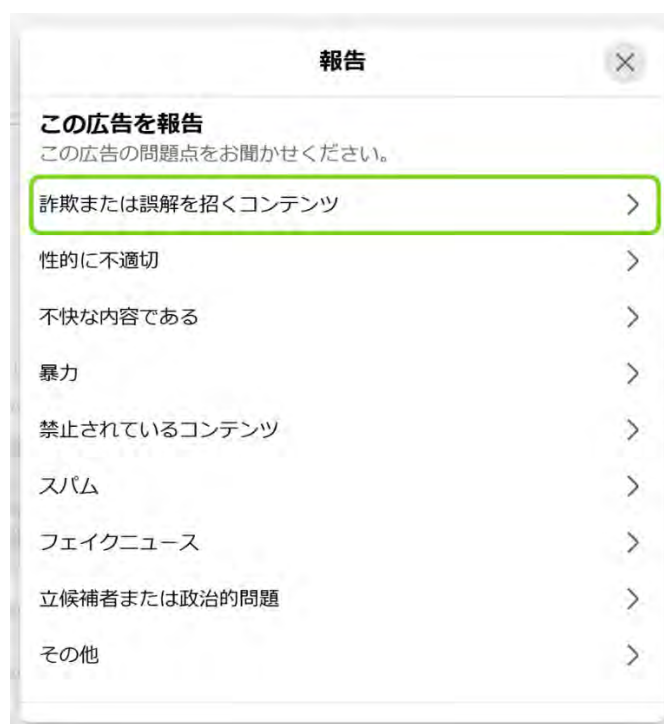 報告
この広告を報告
この広告の問題点をお聞かせください。
詐欺または誤解を招くコンテンツ
性的に不適切
不快な内容である
暴力
禁止されているコンテンツ
スパム
フェイクニュース
立候補者または政治的問題
その他